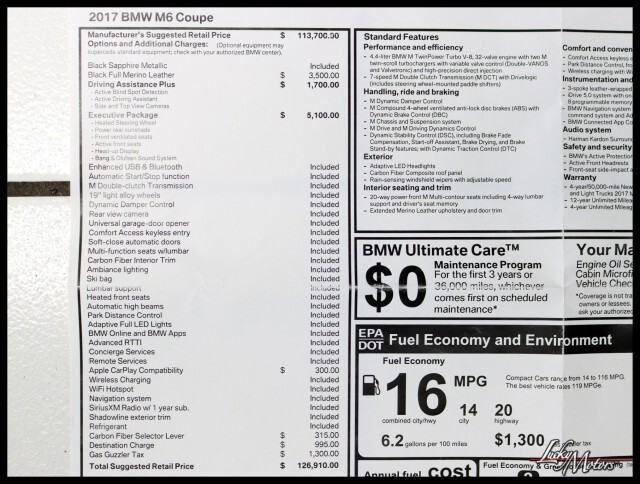 2017 BMW M6 Coupe
Manufacturer's Suggested Retail Price $ 113,700.00
Options and Additional Charges: (Optional equipment may
supercede standard equipment; check with your authorized BMW center).
Black Sapphire Metallic Included
Black Full Merino Leather $ 3,500.00
Driving Assistance Plus $ 1,700.00
- Active Blind Spot Detection
- Active Driving Assistant
- Side and Top View Cameras
Executive Package $ 5,100.00
- Heated Steering Wheel
- Power rear sunshade
- Front ventilated seats
- Active front seats
- Head-up Display
- Bang & Olufsen Sound System
Enhanced USB & Bluetooth Included
Automatic Start/Stop function Included
M Double-clutch Transmission Included
19" light alloy wheels Included
Dynamic Damper Control Included
Rear view camera Included
Universal garage-door opener Included
Comfort Access keyless entry Included
Soft-close automatic doors Included
Multi-function seats w/lumbar Included
Carbon Fiber Interior Trim Included
Ambiance lighting Included
Ski bag Included
Lumbar support Included
Heated front seats Included
Automatic high beams Included
Park Distance Control Included
Adaptive Full LED Lights Included
BMW Online and BMW Apps Included
Advanced RTTI Included
Concierge Services Included
Remote Services Included
Apple CarPlay Compatibility $ 300.00
Wireless Charging Included
WiFi Hotspot Included
Navigation system Included
SiriusXM Radio w/ 1 year sub. Included
Shadowline exterior trim Included
Refrigerant Included
Carbon Fiber Selector Lever $ 315.00
Destination Charge $ 995.00
Gas Guzzler Tax $ 1,300.00
Total Suggested Retail Price $ 126,910.00
Standard Features
Performance and efficiency
- 4.4-liter BMW M TwinPower Turbo V-8, 32-valve engine with two M
twin-scroll turbochargers with variable valve control (Double-VANOS
and Valvetronic) and high-precision direct injection
- 7-speed M Double Clutch Transmission (M DCT) with Drivelogic
(Includes steering wheel-mounted paddle shifters)
Handling, ride and braking
- M Dynamic Damper Control
- M Compound 4-wheel ventilated anti-lock disc brakes (ABS) with
Dynamic Brake Control (DBC)
- M Chassis and Suspension system
- M Drive and M Driving Dynamics Control
- Dynamic Stability Control (DSC), including Brake Fade
Compensation, Start-off Assistant, Brake Drying, and Brake
Stand-by features; with Dynamic Traction Control (DTC)
Exterior
- Adaptive LED Headlights
- Carbon Fiber Composite roof panel
- Rain-sensing windshield wipers with adjustable speed
Interior seating and trim
- 20-way power front M Multi-contour seats including 4-way lumbar
support and driver's seat memory
- Extended Merino Leather upholstery and door trim
Comfort and conven
- Comfort Access keyless
- Park Distance Control, fro
- Wireless charging with W
Instrumentation and
- 3-spoke leather-wrapped
- iDrive 5.0 system with on
8 programmable memory
- BMW Navigation system
command system and Ad
- BMW Connected App Co
Audio system
- Harman Kardon Surroun
Safety and security
- BMW's Active Protection
- Active Front Headrests
- Front-seat side-impact a
Warranty
- 4-year/50,000-mile New
and Light Trucks 2017 M
- 12-year Unlimited Mileage
- 4-year Unlimited Mileage
BMW Ultimate Care™
$0
Maintenance Program
For the first 3 years or
36,000 miles, whichever
comes first on scheduled
maintenance*
Your Ma
Engine Oil Se
Cabin Microfi
Vehicle Check
*Coverage is not tra
owners or lessees.
ask your authorized
EPA
DOT Fuel Economy and Environment
Fuel Economy
16 MPG
combined city/hwy
14
city
20
highway
Compact Cars range from 14 to 116 MPG.
The best vehicle rates 119 MPGe.
6.2 gallons per 100 miles
$1,300
Annual fuel cost
Fuel Economy & Gre
Lucky Motors